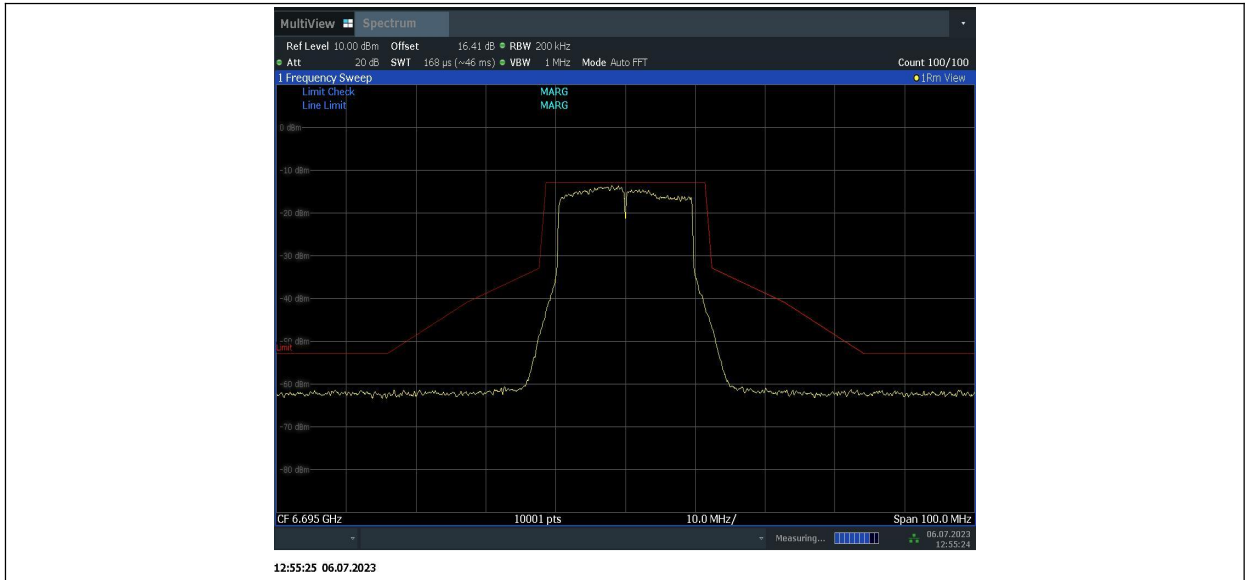 MultiView Spectrum
Ref Level 10.00 dBm Offset 16.41 dB RBW 200 kHz
Att 20 dB SWT 168 µs (~46 ms) VBW 1 MHz Mode Auto FFT Count 100/100
1 Frequency Sweep 1Rm View
Limit Check MARG
Line Limit MARG
0 dBm
-10 dBm
-20 dBm
-30 dBm
-40 dBm
-50 dBm
-60 dBm
-70 dBm
-80 dBm
CF 6.695 GHz 10001 pts 10.0 MHz/ Span 100.0 MHz
Measuring... 06.07.2023
12:55:24
12:55:25 06.07.2023